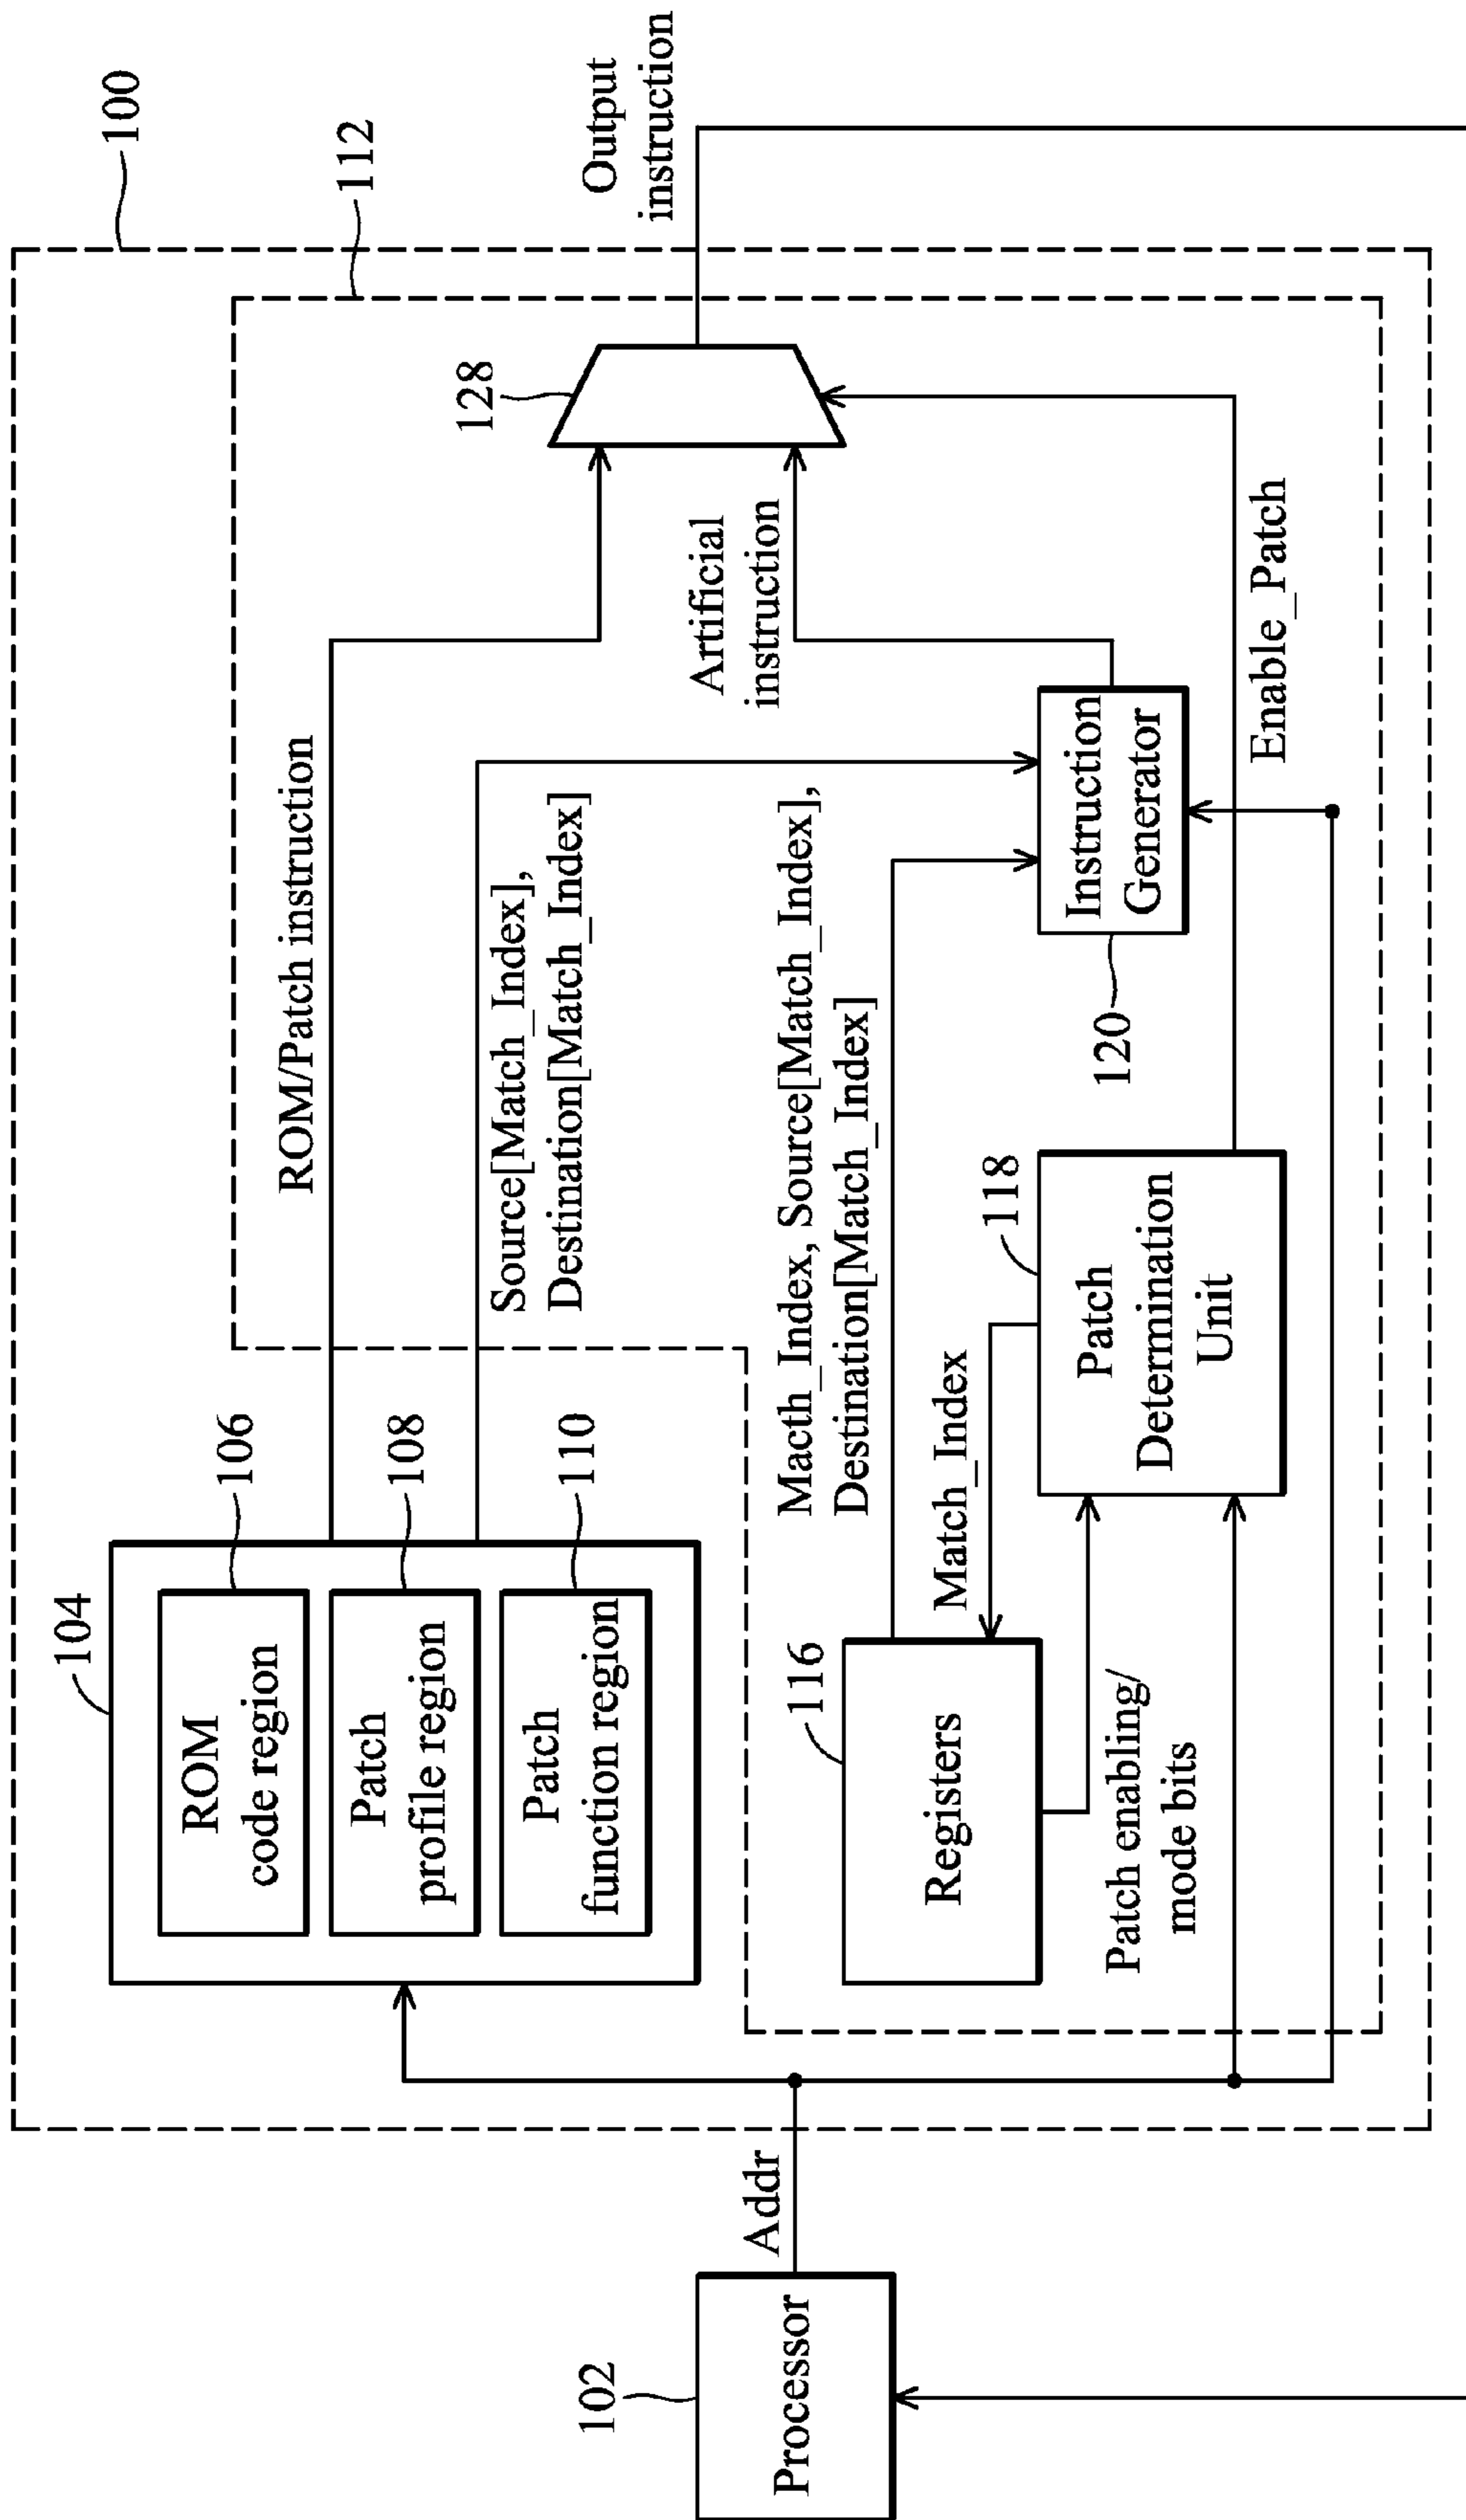 100
112
104
ROM
code region
106
Patch
profile region
108
Patch
function region
110
ROM/Patch instruction
Source[Match_Index],
Destination[Match_Index]
128
Output
instruction
Artificial
instruction
102
Processor
Addr
Macth_Index, Source[Match_Index],
Destination[Match_Index]
116
Registers
Match_Index
Patch enabling/
mode bits
118
Patch
Determination
Unit
120
Instruction
Generator
Enable_Patch